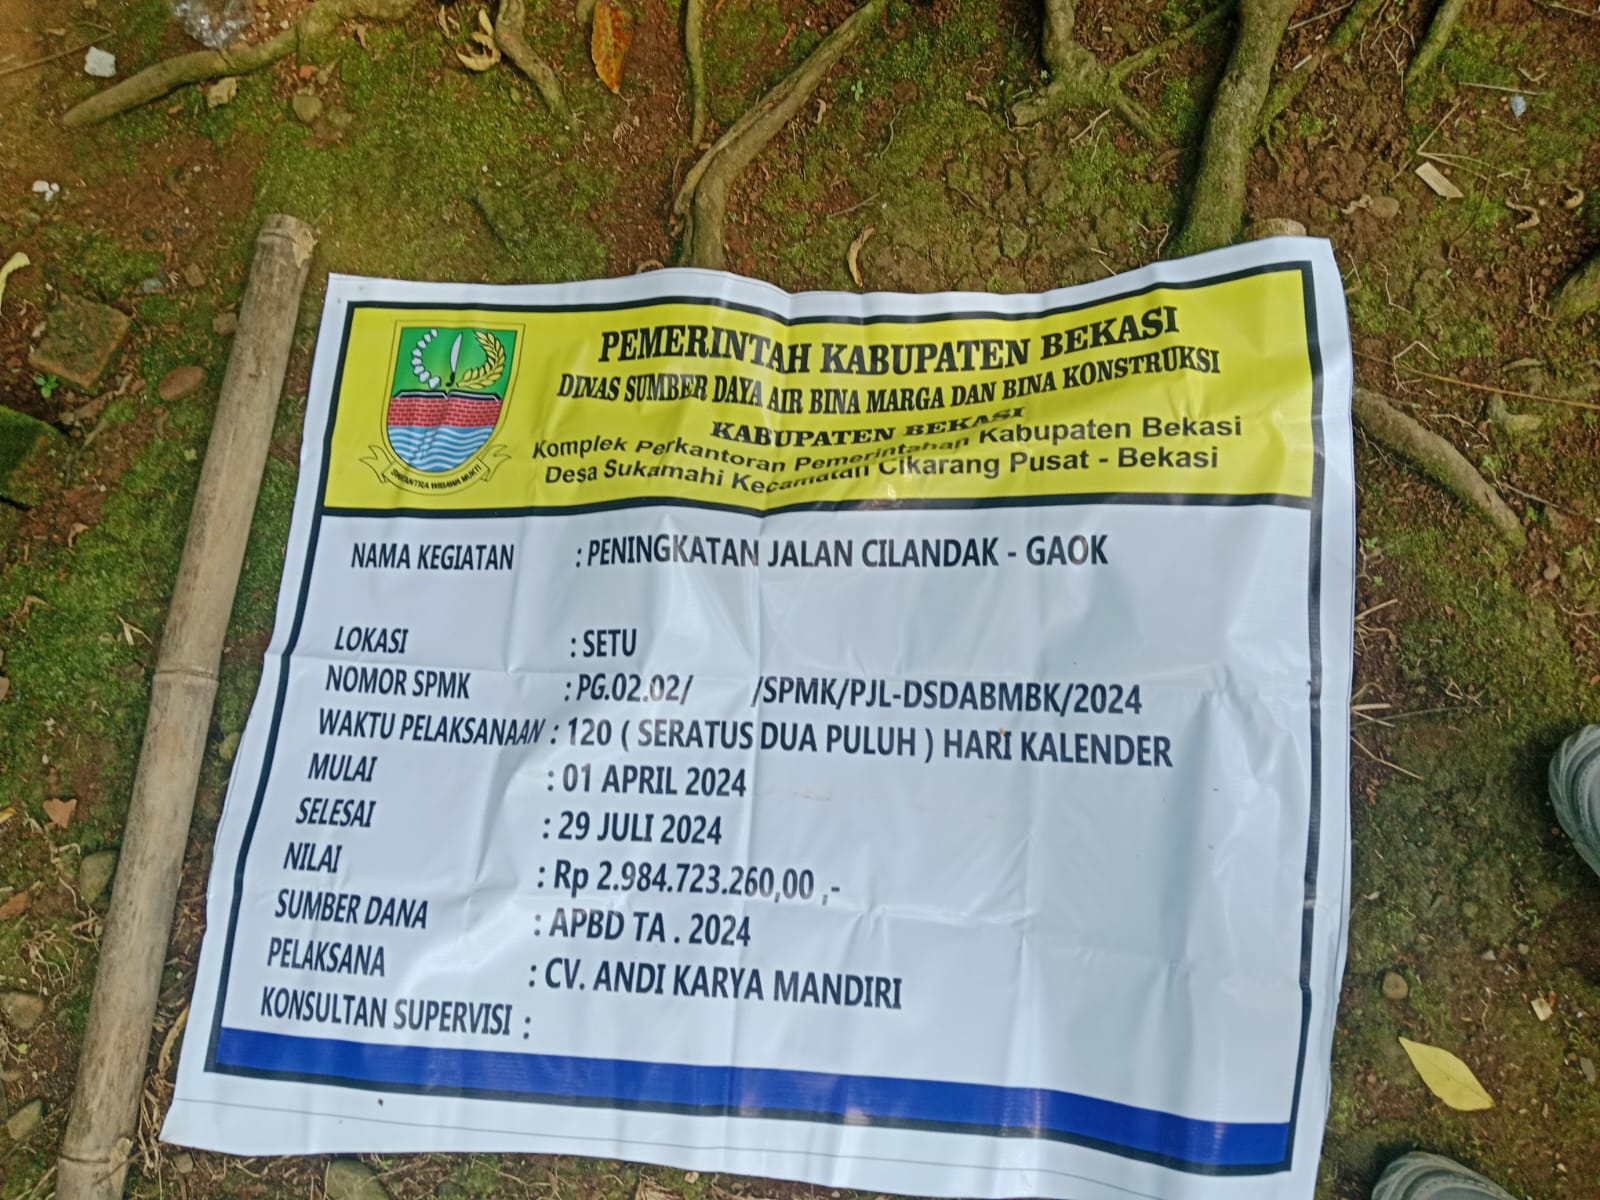 PEMERINTAH KABUPATEN BEKASI
DINAS SUMBER DAYA AIR BINA MARGA DAN BINA KONSTRUKSI
KABUPATEN BEKASI
Komplek Perkantoran Pemerintahan Kabupaten Bekasi
Desa Sukamahi Kecamatan Cikarang Pusat - Bekasi
SWATANTRA WIBAWA MUKTI
NAMA KEGIATAN : PENINGKATAN JALAN CILANDAK - GAOK
LOKASI : SETU
NOMOR SPMK : PG.02.02/ /SPMK/PJL-DSDABMBK/2024
WAKTU PELAKSANAAN : 120 ( SERATUS DUA PULUH ) HARI KALENDER
MULAI : 01 APRIL 2024
SELESAI : 29 JULI 2024
NILAI : Rp 2.984.723.260,00 ,-
SUMBER DANA : APBD TA . 2024
PELAKSANA : CV. ANDI KARYA MANDIRI
KONSULTAN SUPERVISI :